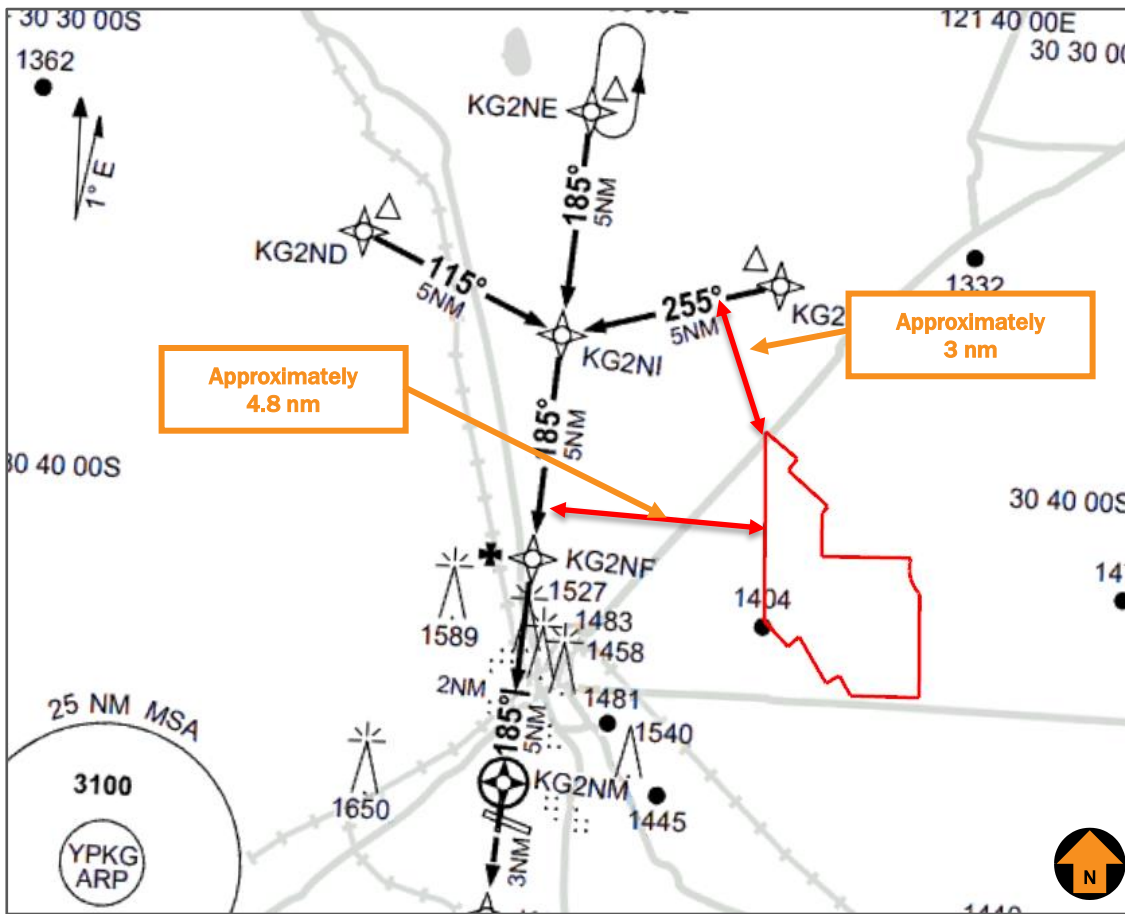 30 30 00S
121 40 00E
30 30 00
1362
1° E
KG2NE
185°
5NM
KG2ND
115°
5NM
255°
5NM
KG2
1332
KG2NI
Approximately
3 nm
Approximately
4.8 nm
185°
5NM
30 40 00S
30 40 00S
KG2NF
1527
1589
1483
1458
1404
2NM
1481
185°
5NM
1540
25 NM MSA
3100
YPKG
ARP
1650
KG2NM
1445
3NM
N